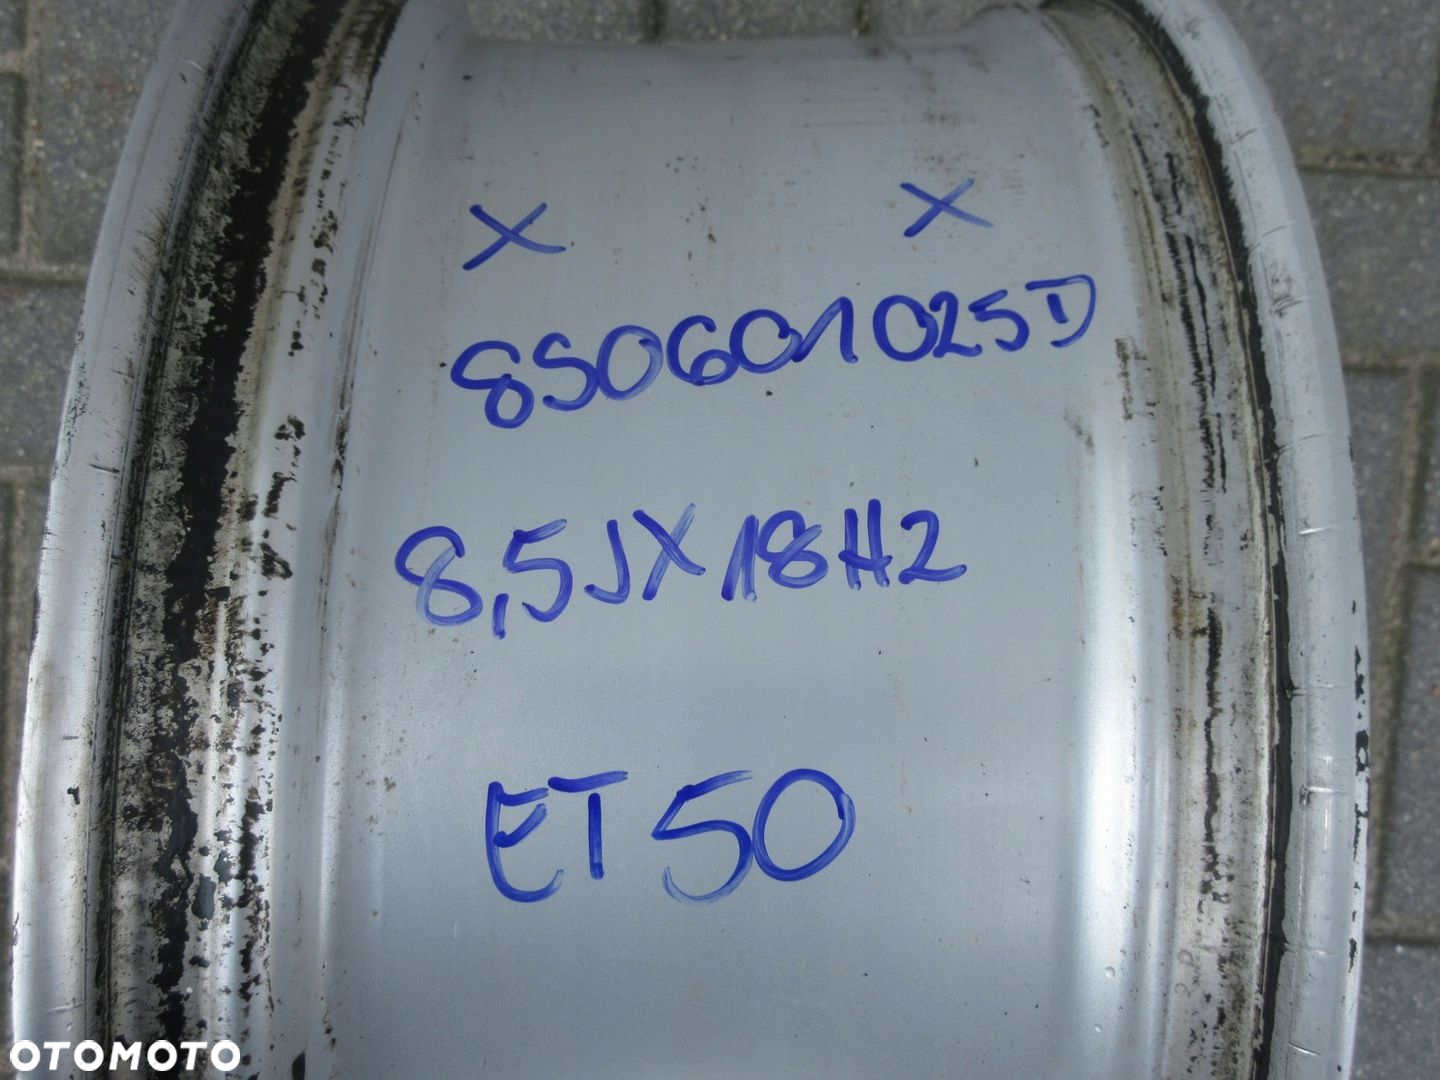 X X
8S0601025D
8,5JX18H2
ET50
OTOMOTO